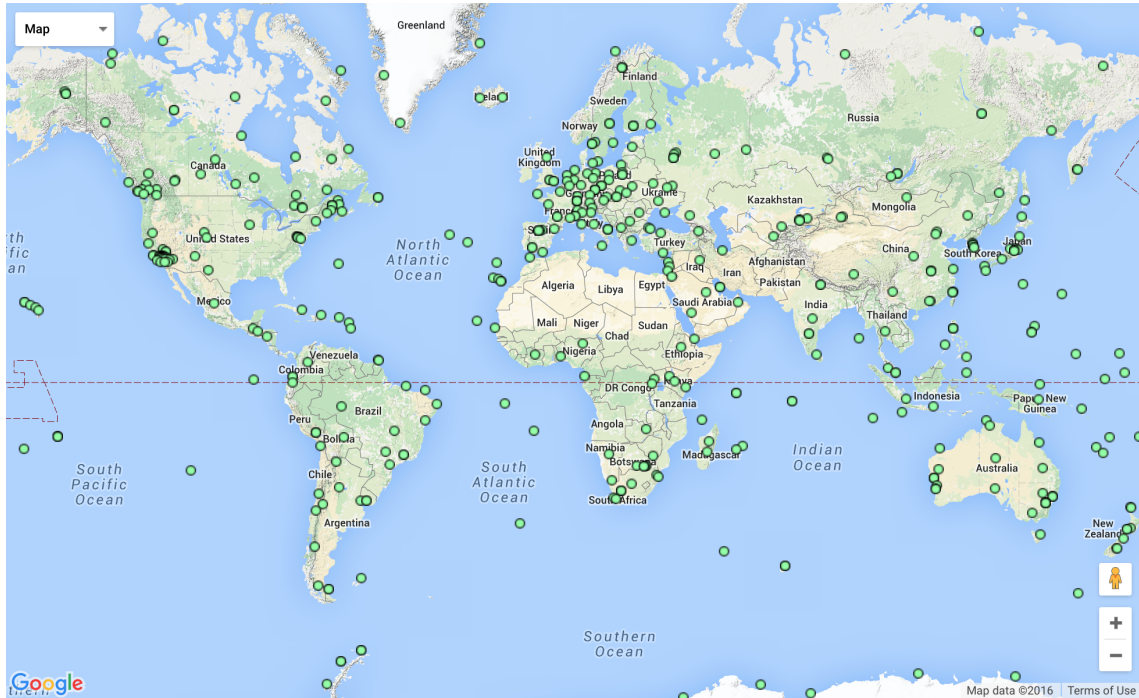 Map
Greenland
Finland
Sweden
Norway
Russia
United
Kingdom
Canada
Ukraine
Kazakhstan
Mongolia
United States
North
Atlantic
Ocean
Turkey
China
South Korea
Japan
Afghanistan
Iraq
Iran
Pakistan
Algeria
Libya
Egypt
Saudi Arabia
India
Mexico
Mali
Niger
Chad
Sudan
Thailand
Nigeria
Ethiopia
Venezuela
Colombia
DR Congo
Kenya
Indonesia
Papua New
Guinea
Tanzania
Brazil
Peru
Angola
Bolivia
Namibia
Botswana
Madagascar
Indian
Ocean
Australia
South
Pacific
Ocean
Chile
South
Atlantic
Ocean
South Africa
Argentina
New
Zealand
Southern
Ocean
+
−
Google
Map data ©2016
Terms of Use